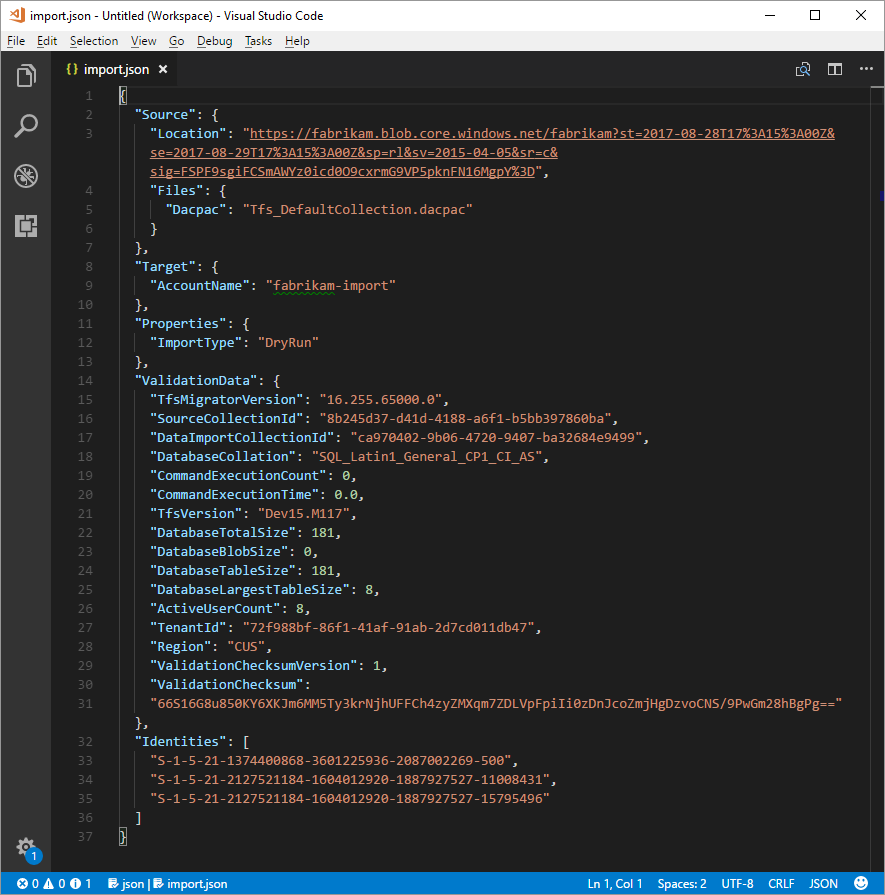 import.json - Untitled (Workspace) - Visual Studio Code
File Edit Selection View Go Debug Tasks Help
{} import.json ×
1 {
2 "Source": {
3 "Location": "https://fabrikam.blob.core.windows.net/fabrikam?st=2017-08-28T17%3A15%3A00Z&
se=2017-08-29T17%3A15%3A00Z&sp=rl&sv=2015-04-05&sr=c&
sig=FSPF9sgiFCSmAWYz0icd0O9cxrmG9VP5pknFN16MgpY%3D",
4 "Files": {
5 "Dacpac": "Tfs_DefaultCollection.dacpac"
6 }
7 },
8 "Target": {
9 "AccountName": "fabrikam-import"
10 },
11 "Properties": {
12 "ImportType": "DryRun"
13 },
14 "ValidationData": {
15 "TfsMigratorVersion": "16.255.65000.0",
16 "SourceCollectionId": "8b245d37-d41d-4188-a6f1-b5bb397860ba",
17 "DataImportCollectionId": "ca970402-9b06-4720-9407-ba32684e9499",
18 "DatabaseCollation": "SQL_Latin1_General_CP1_CI_AS",
19 "CommandExecutionCount": 0,
20 "CommandExecutionTime": 0.0,
21 "TfsVersion": "Dev15.M117",
22 "DatabaseTotalSize": 181,
23 "DatabaseBlobSize": 0,
24 "DatabaseTableSize": 181,
25 "DatabaseLargestTableSize": 8,
26 "ActiveUserCount": 8,
27 "TenantId": "72f988bf-86f1-41af-91ab-2d7cd011db47",
28 "Region": "CUS",
29 "ValidationChecksumVersion": 1,
30 "ValidationChecksum":
31 "66S16G8u850KY6XKJm6MM5Ty3krNjhUFFCh4zyZMXqm7ZDLVpFpiIi0zDnJcoZmjHgDzvoCNS/9PwGm28hBgPg=="
},
32 "Identities": [
33 "S-1-5-21-1374400868-3601225936-2087002269-500",
34 "S-1-5-21-2127521184-1604012920-1887927527-11008431",
35 "S-1-5-21-2127521184-1604012920-1887927527-15795496"
36 ]
37 }
1
0 0 1 json | import.json Ln 1, Col 1 Spaces: 2 UTF-8 CRLF JSON